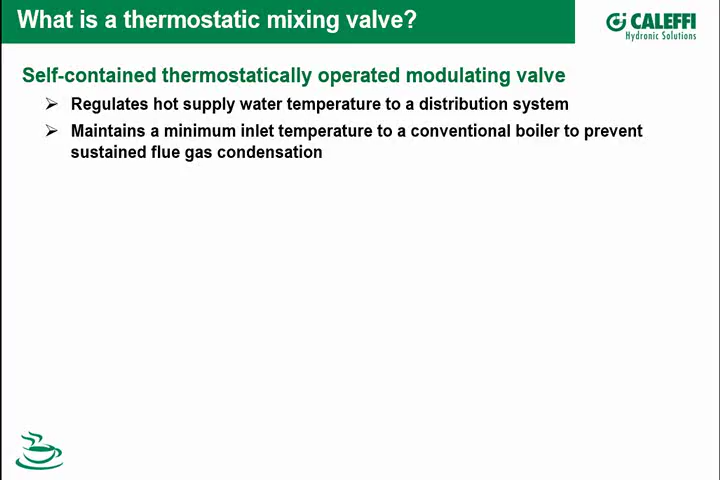 What is a thermostatic mixing valve?
CALEFFI
Hydronic Solutions
Self-contained thermostatically operated modulating valve
Regulates hot supply water temperature to a distribution system
Maintains a minimum inlet temperature to a conventional boiler to prevent
sustained flue gas condensation